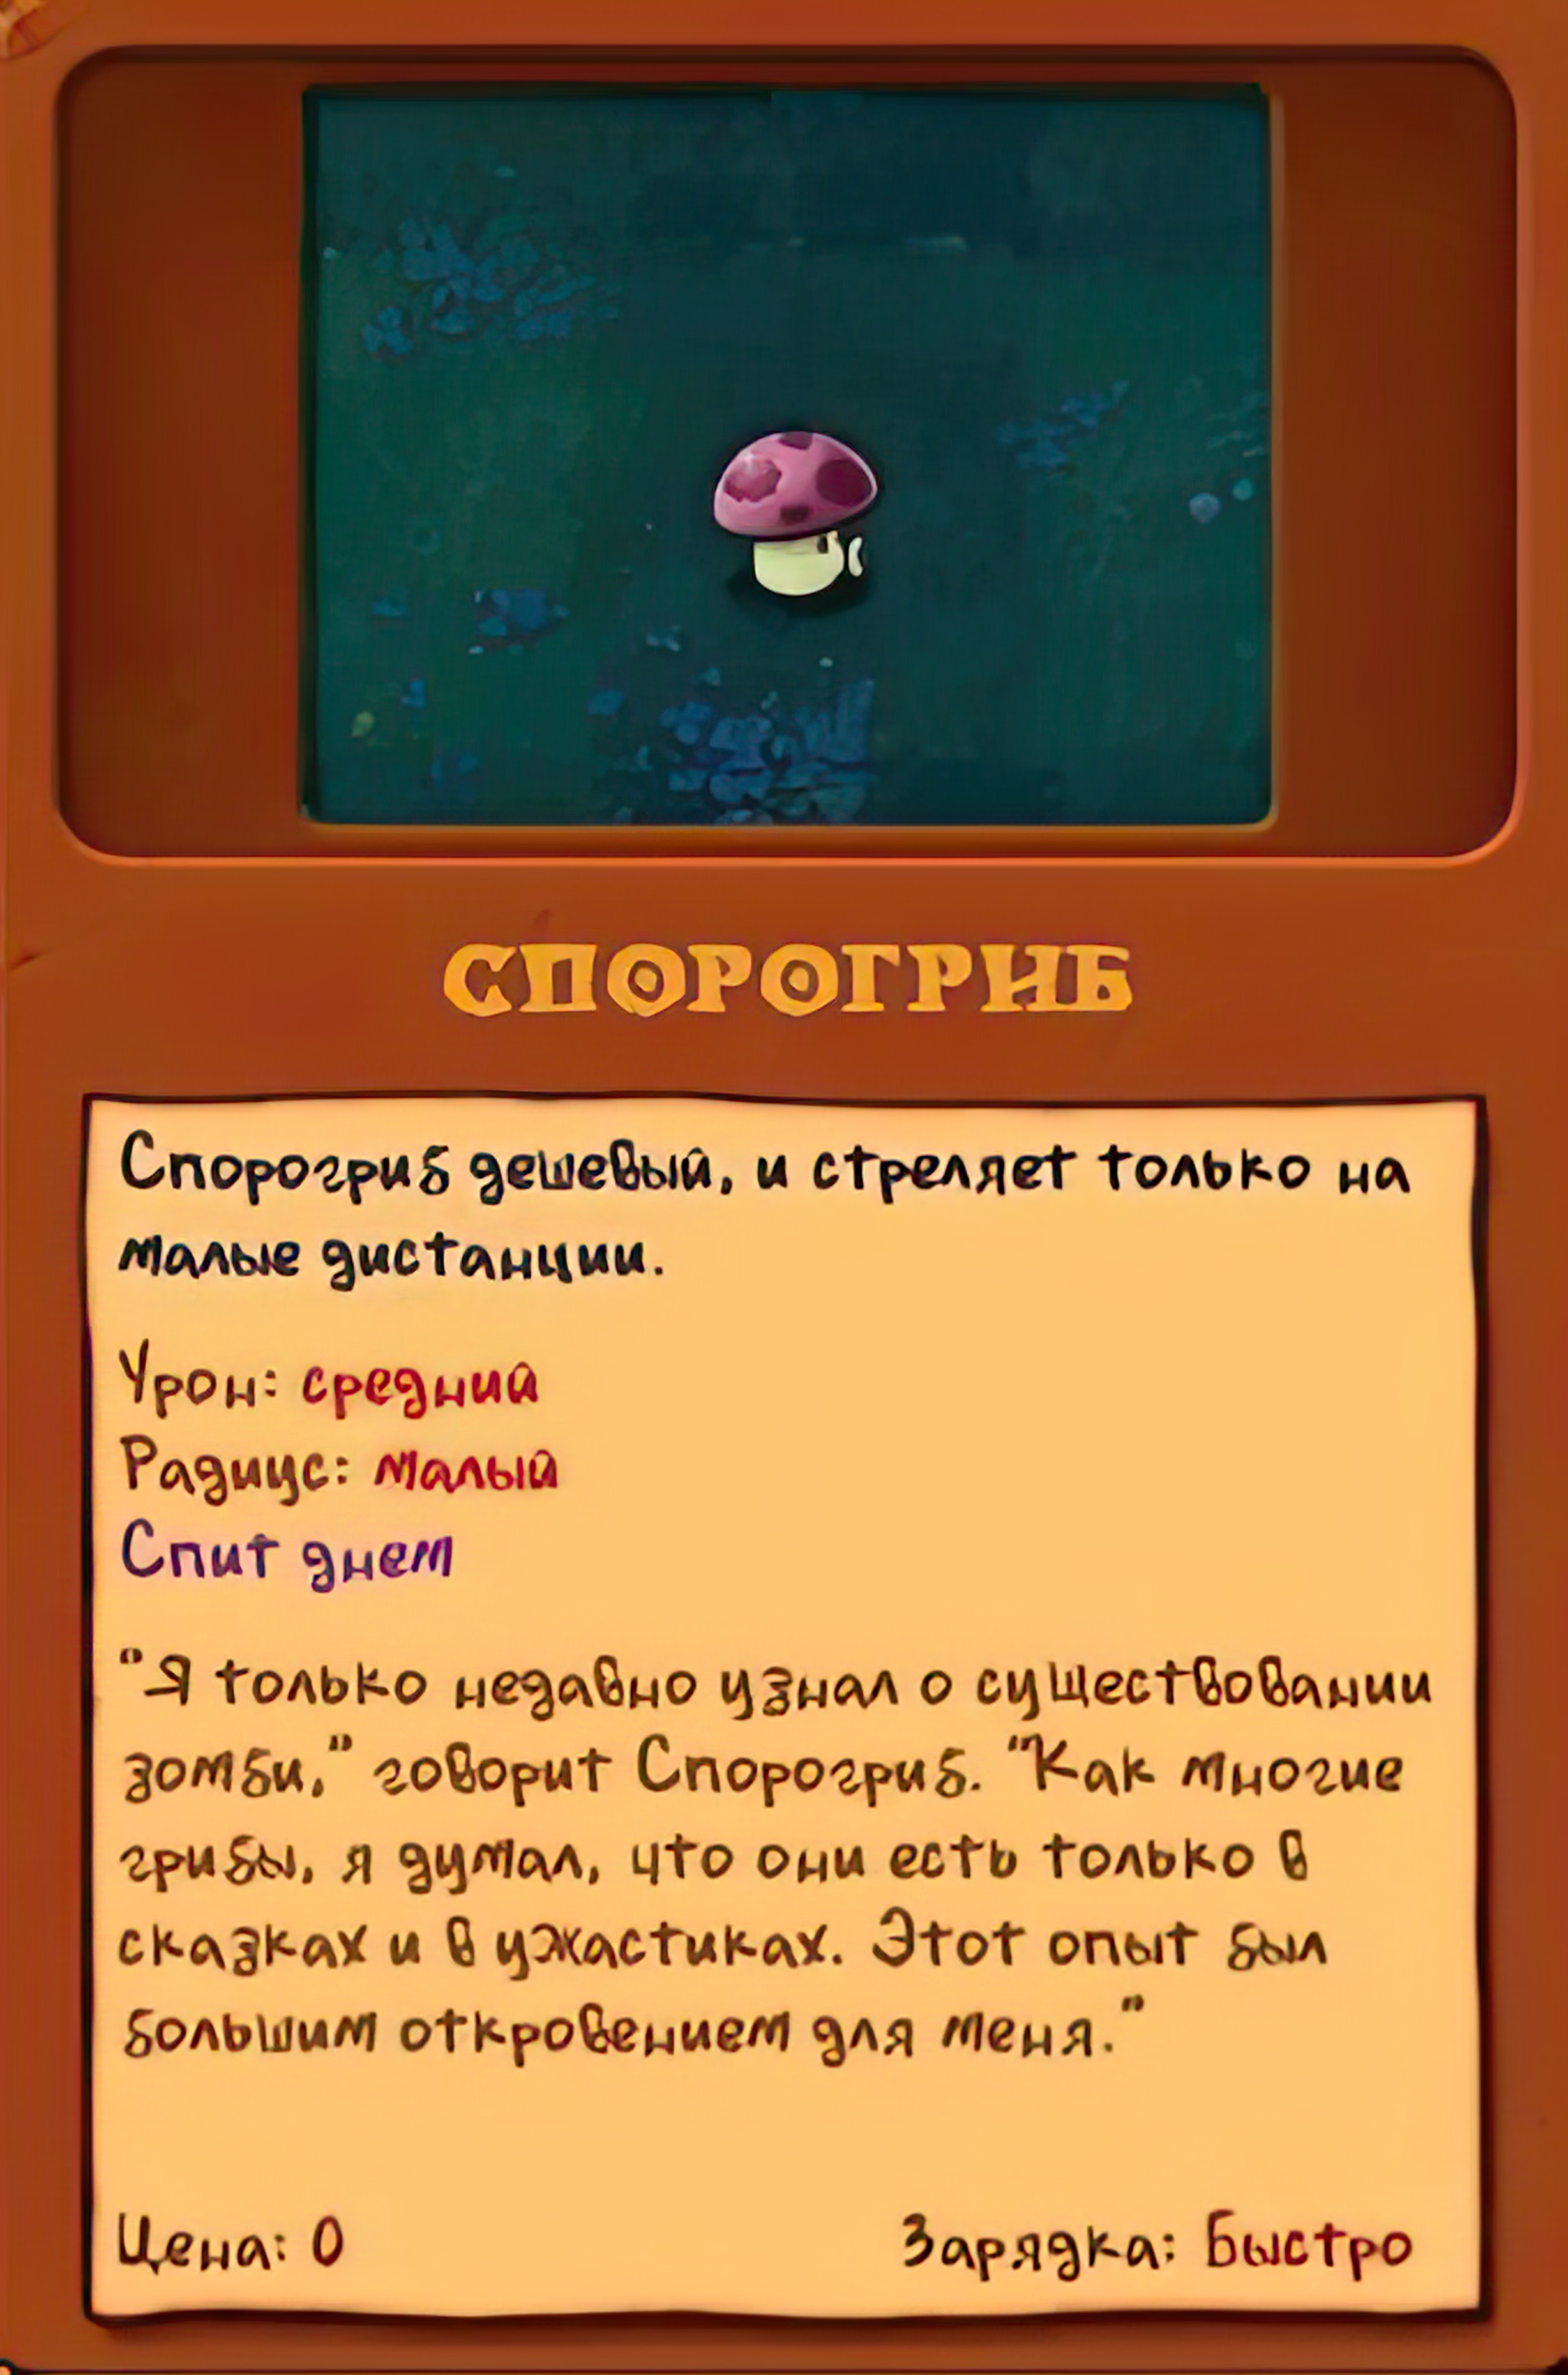 СПОРОГРИБ
Спорогриб дешевый, и стреляет только на
малые дистанции.
Урон: средний
Радиус: малый
Спит днем
"Я только недавно узнал о существовании
зомби," говорит Спорогриб. "Как многие
грибы, я думал, что они есть только в
сказках и в ужастиках. Этот опыт был
большим откровением для меня."
Цена: 0
Зарядка: Быстро